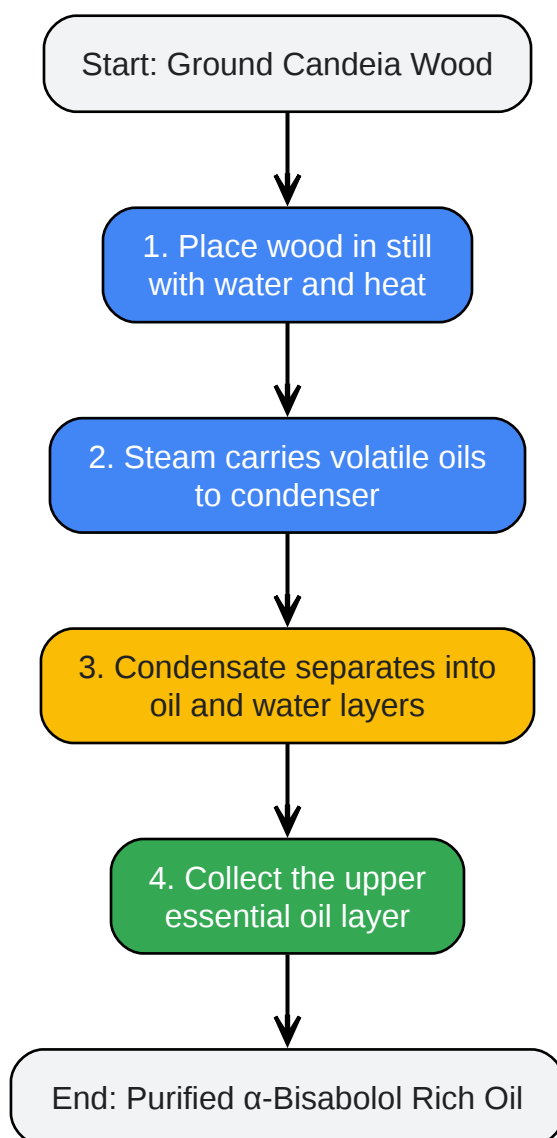 Start: Ground Candeia Wood
1. Place wood in still
with water and heat
2. Steam carries volatile oils
to condenser
3. Condensate separates into
oil and water layers
4. Collect the upper
essential oil layer
End: Purified α-Bisabolol Rich Oil